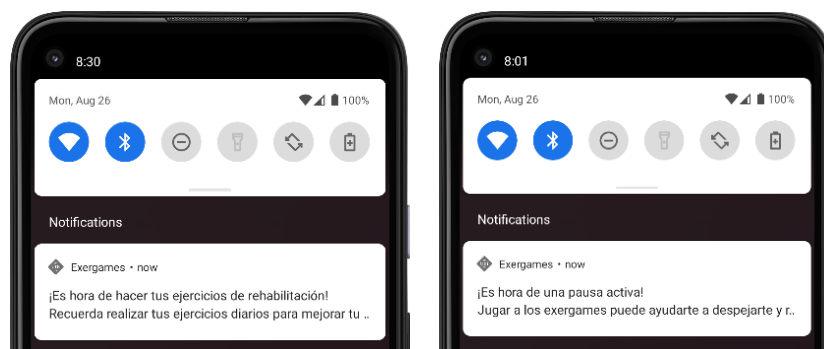 8:30
Mon, Aug 26
100%
Notifications
Exergames • now
¡Es hora de hacer tus ejercicios de rehabilitación!
Recuerda realizar tus ejercicios diarios para mejorar tu ..
8:01
Mon, Aug 26
100%
Notifications
Exergames • now
¡Es hora de una pausa activa!
Jugar a los exergames puede ayudarte a despejarte y r..